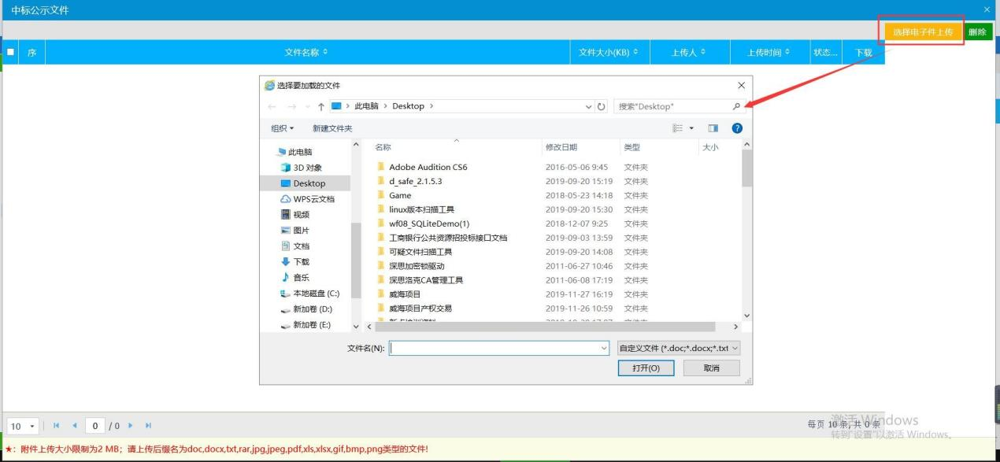 中标公示文件
选择电子件上传 删除
序 文件名称 文件大小(KB) 上传人 上传时间 状态... 下载
选择要加载的文件
此电脑 > Desktop > 搜索"Desktop"
组织 新建文件夹
名称 修改日期 类型 大小
此电脑
3D 对象
Desktop
WPS云文档
视频
图片
文档
下载
音乐
本地磁盘 (C:)
新加卷 (D:)
新加卷 (E:)
Adobe Audition CS6 2016-05-06 9:45 文件夹
d_safe_2.1.5.3 2019-09-20 15:19 文件夹
Game 2018-05-23 14:18 文件夹
linux版本扫描工具 2019-09-20 15:30 文件夹
wf08_SQLiteDemo(1) 2018-12-07 9:25 文件夹
工商银行公共资源招投标接口文档 2019-09-03 13:59 文件夹
可疑文件扫描工具 2019-09-20 14:08 文件夹
深思加密锁驱动 2011-06-27 10:46 文件夹
深思洛克CA管理工具 2011-06-08 17:19 文件夹
威海项目 2019-11-27 16:19 文件夹
威海项目产权交易 2019-11-26 10:59 文件夹
文件名(N): 自定义文件 (*.doc;*.docx;*.txt
打开(O) 取消
10 0 / 0 每页 10 条, 共 0 条
激活 Windows
转到"设置"以激活 Windows。
★: 附件上传大小限制为2 MB；请上传后缀名为doc,docx,txt,rar,jpg,jpeg,pdf,xls,xlsx,gif,bmp,png类型的文件!